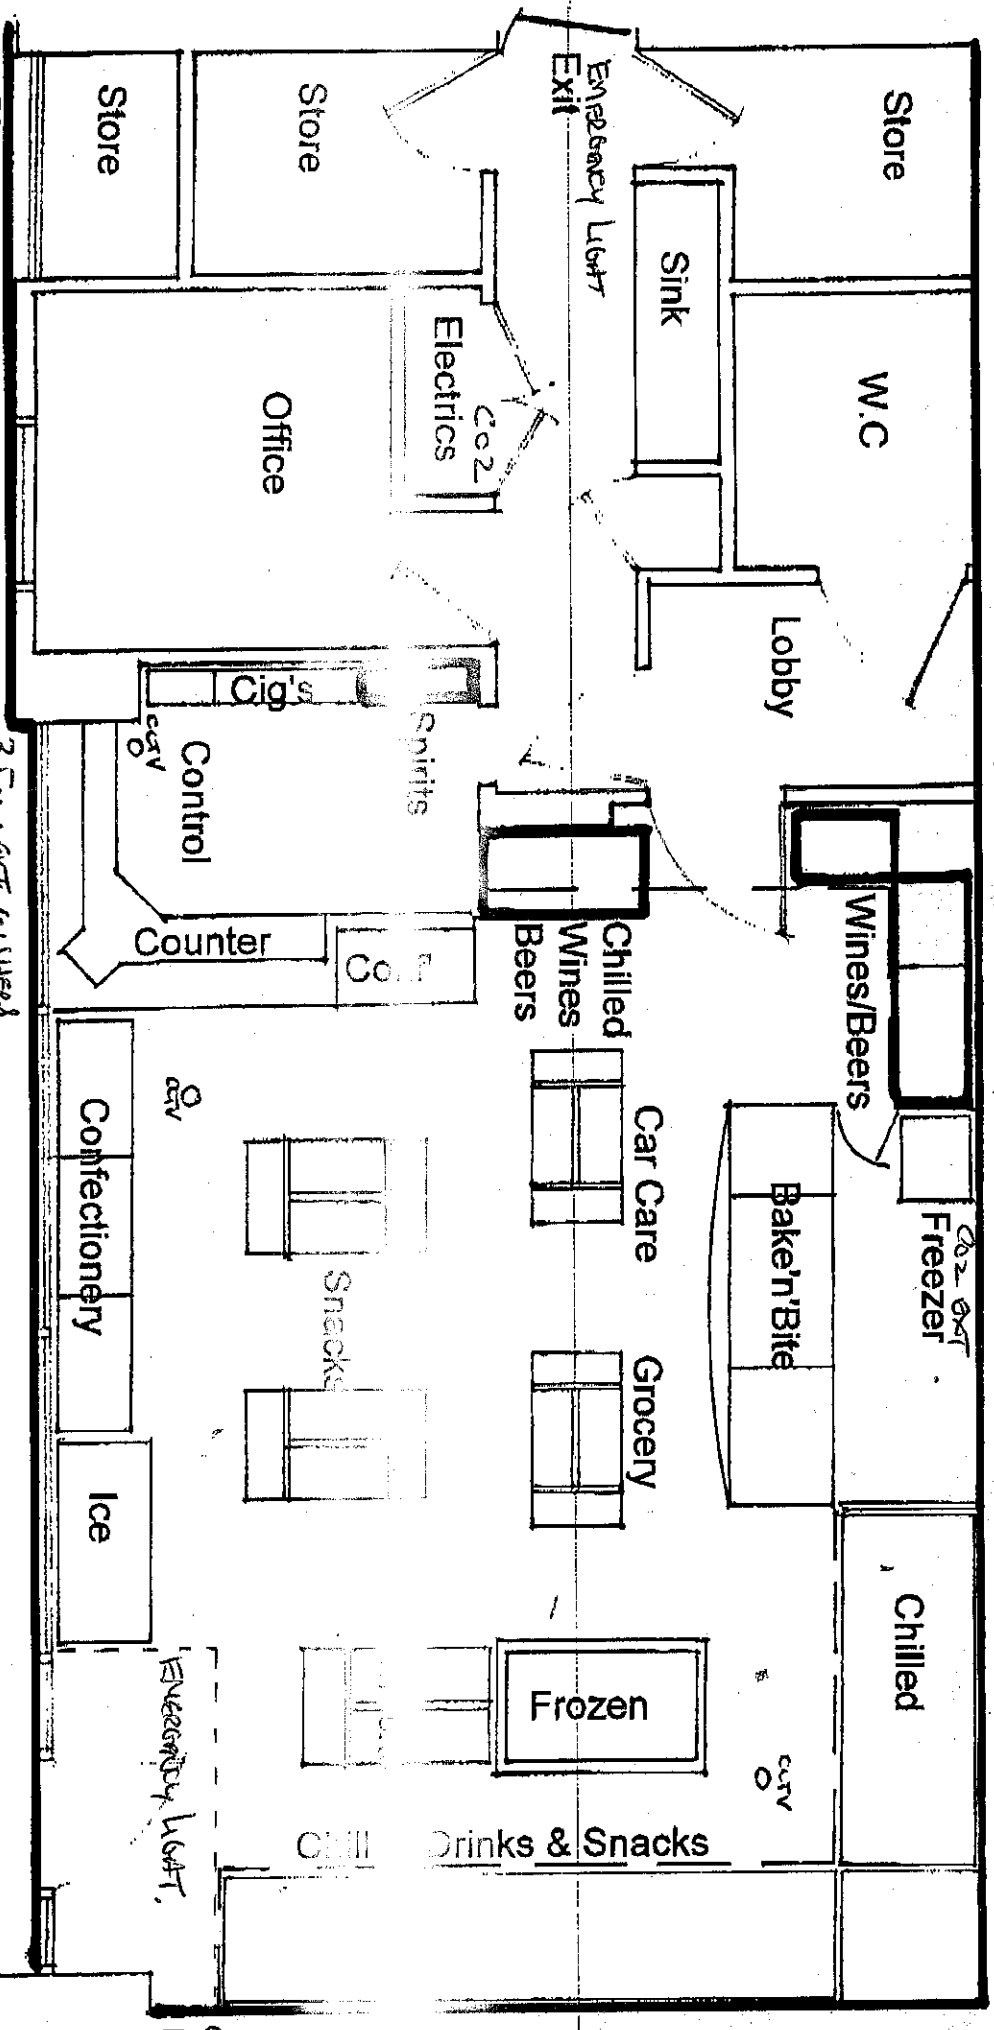 Store
Store
Store
Exit
EMERGENCY LIGHT
Sink
W.C
Electrics
CO2
Office
Lobby
Cig's
Spirits
CCTV
Control
Counter
Chilled
Wines
Beers
Wines/Beers
CCTV
Confectionery
Car Care
Bake'n'Bite
Freezer
CO2 EXT
Snacks
Grocery
Ice
Chilled
Frozen
CCTV
EMERGENCY LIGHT.
Drinks & Snacks